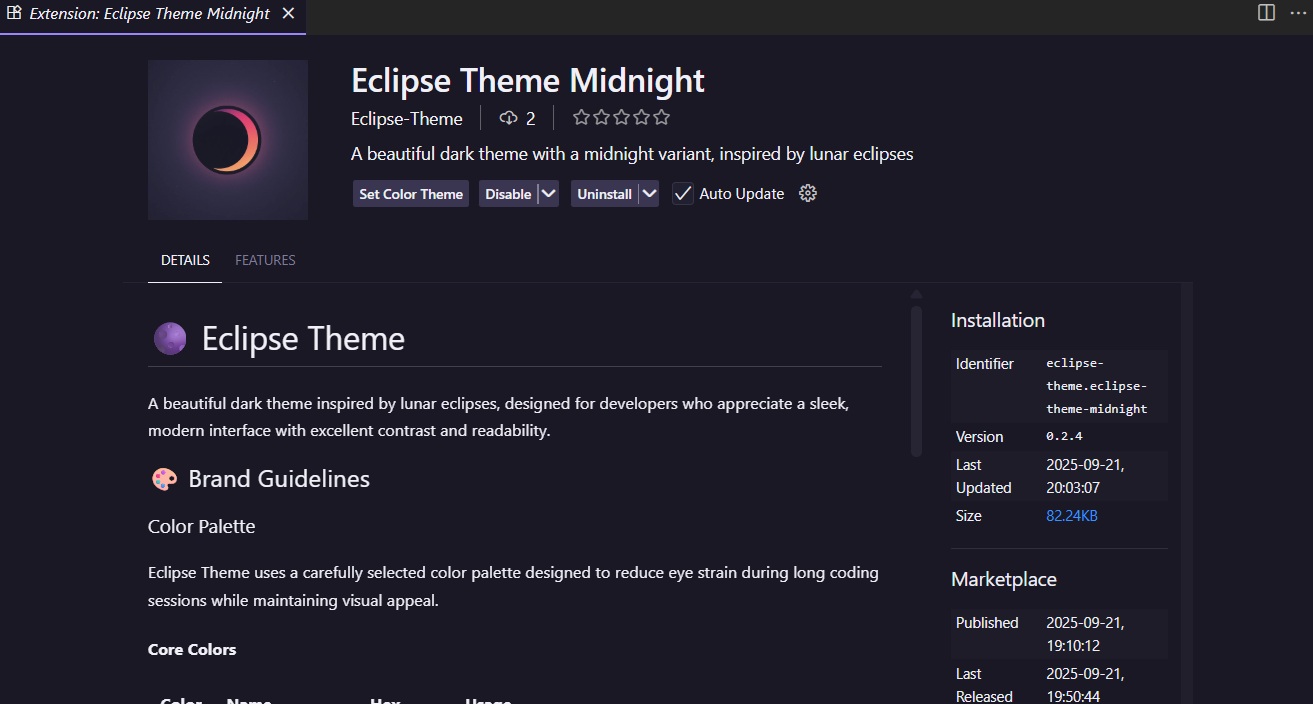 Extension: Eclipse Theme Midnight
Eclipse Theme Midnight
Eclipse-Theme 2
A beautiful dark theme with a midnight variant, inspired by lunar eclipses
Set Color Theme Disable Uninstall Auto Update
DETAILS FEATURES
Eclipse Theme
A beautiful dark theme inspired by lunar eclipses, designed for developers who appreciate a sleek,
modern interface with excellent contrast and readability.
Brand Guidelines
Color Palette
Eclipse Theme uses a carefully selected color palette designed to reduce eye strain during long coding
sessions while maintaining visual appeal.
Core Colors
Color Name Hex Usage
Installation
Identifier eclipse-
theme.eclipse-
theme-midnight
Version 0.2.4
Last 2025-09-21,
Updated 20:03:07
Size 82.24KB
Marketplace
Published 2025-09-21,
19:10:12
Last 2025-09-21,
Released 19:50:44